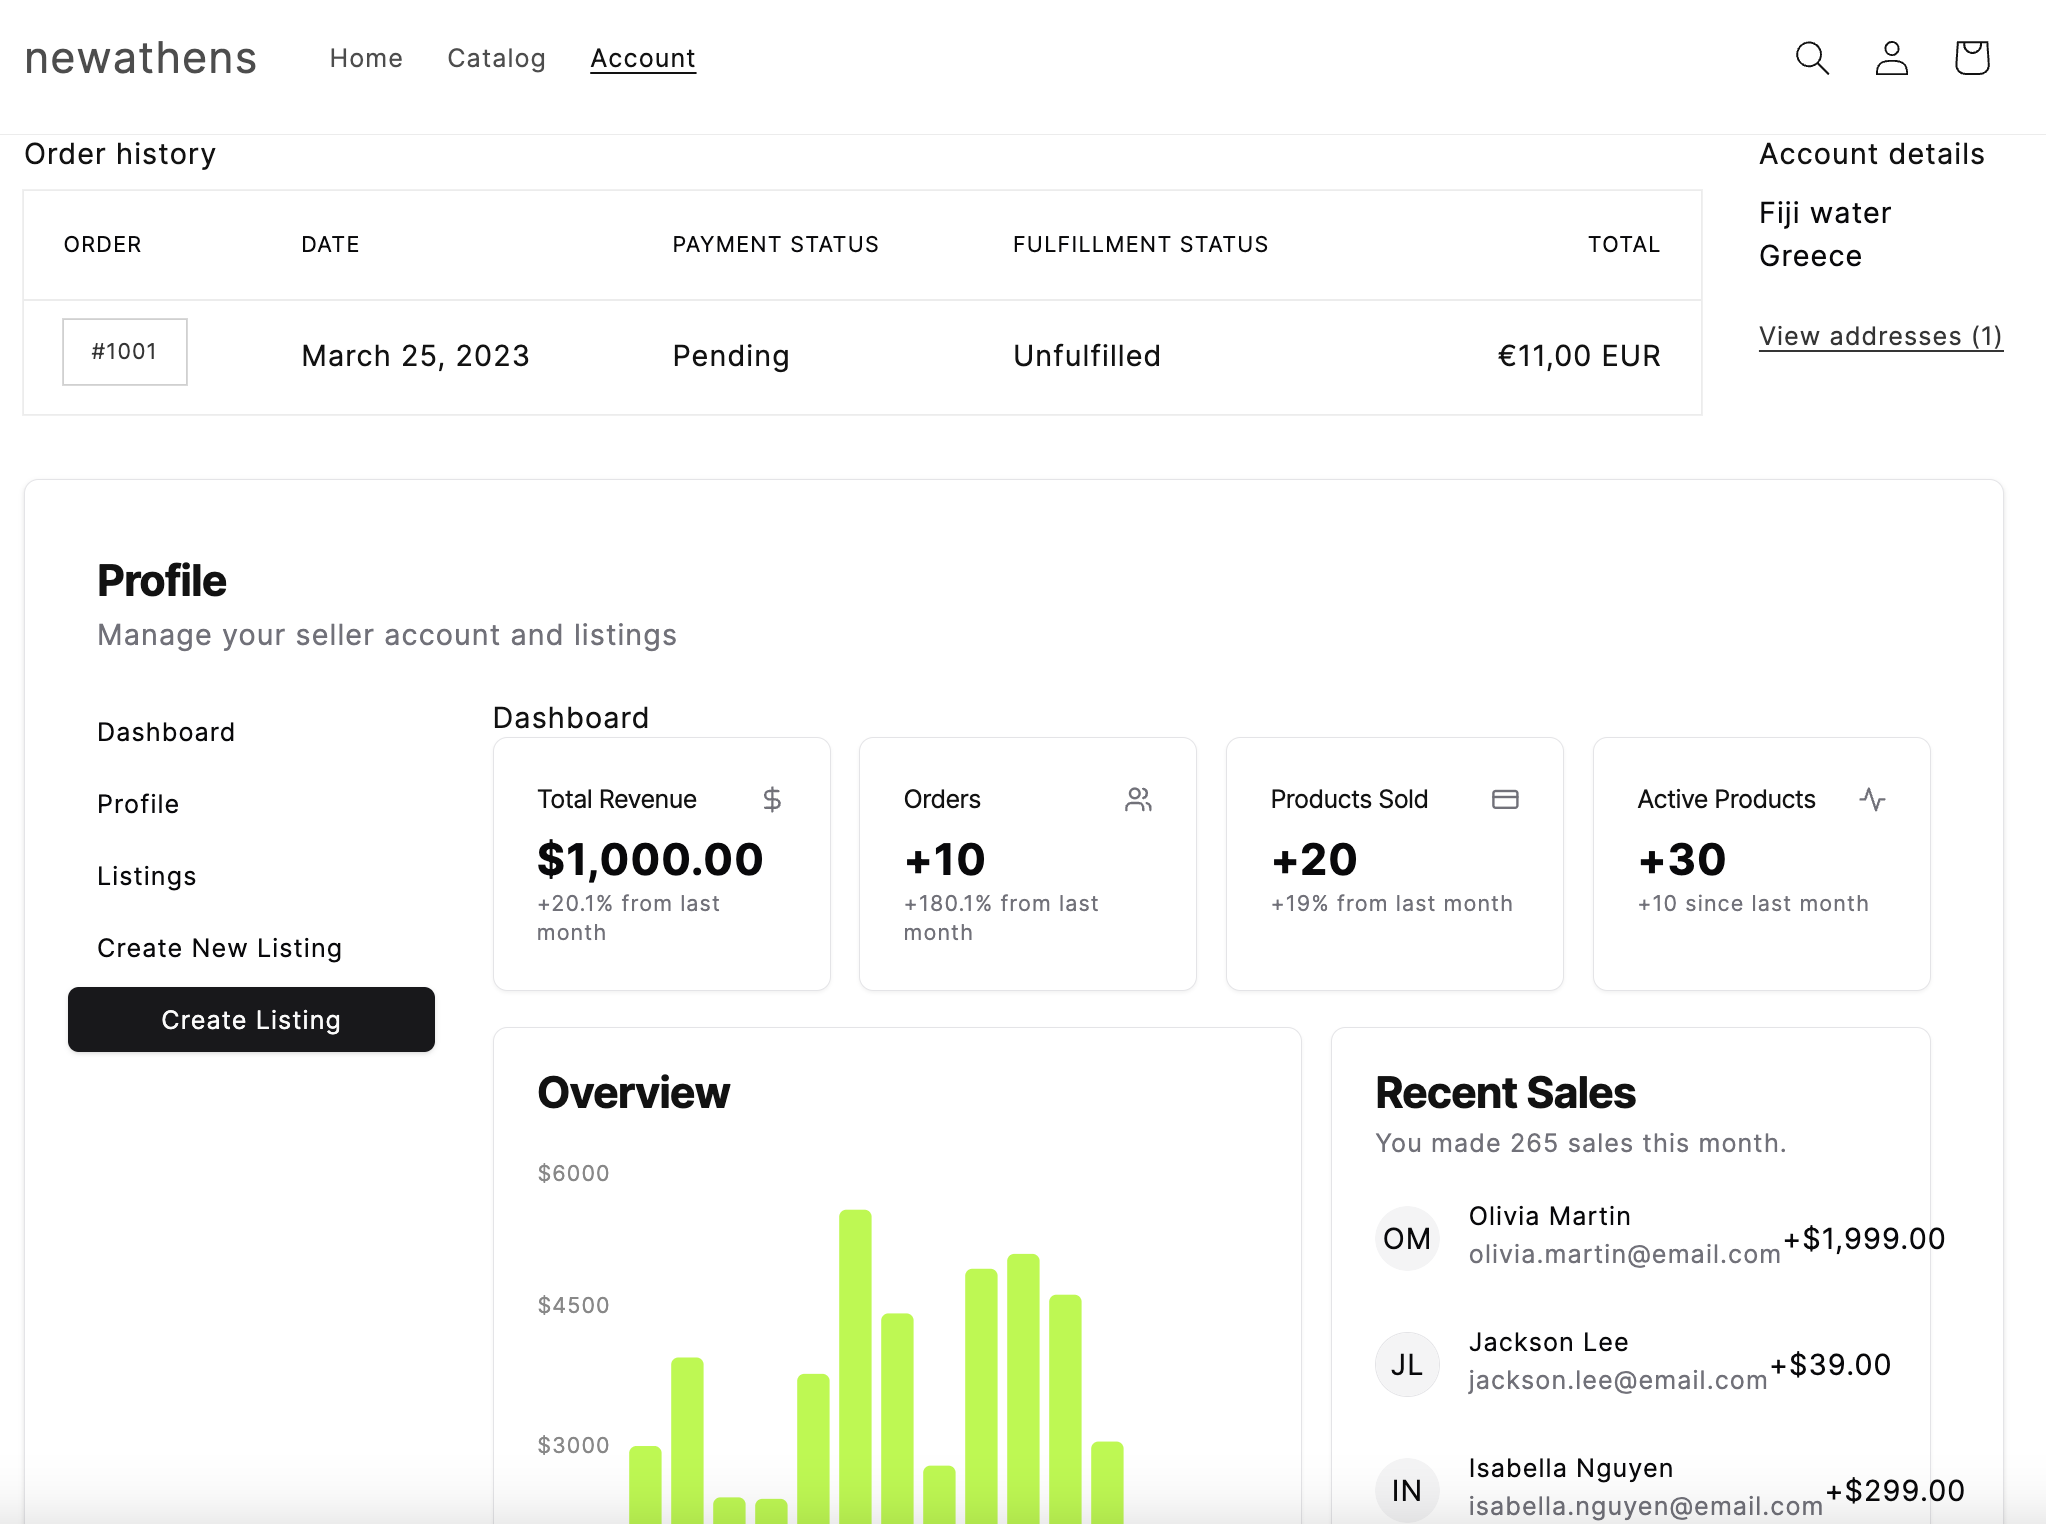 newathens
Home Catalog Account
Order history
ORDER DATE PAYMENT STATUS FULFILLMENT STATUS TOTAL
#1001 March 25, 2023 Pending Unfulfilled €11,00 EUR
Account details
Fiji water
Greece
View addresses (1)
Profile
Manage your seller account and listings
Dashboard
Profile
Listings
Create New Listing
Create Listing
Dashboard
Total Revenue
$1,000.00
+20.1% from last
month
Orders
+10
+180.1% from last
month
Products Sold
+20
+19% from last month
Active Products
+30
+10 since last month
Overview
$6000
$4500
$3000
Recent Sales
You made 265 sales this month.
OM Olivia Martin
olivia.martin@email.com +$1,999.00
JL Jackson Lee
jackson.lee@email.com +$39.00
IN Isabella Nguyen
isabella.nguyen@email.com +$299.00